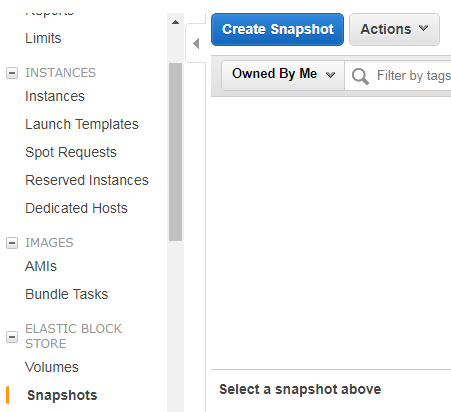 Reports
Limits
INSTANCES
Instances
Launch Templates
Spot Requests
Reserved Instances
Dedicated Hosts
IMAGES
AMIs
Bundle Tasks
ELASTIC BLOCK
STORE
Volumes
Snapshots
Create Snapshot
Actions
Owned By Me
Filter by tags
Select a snapshot above